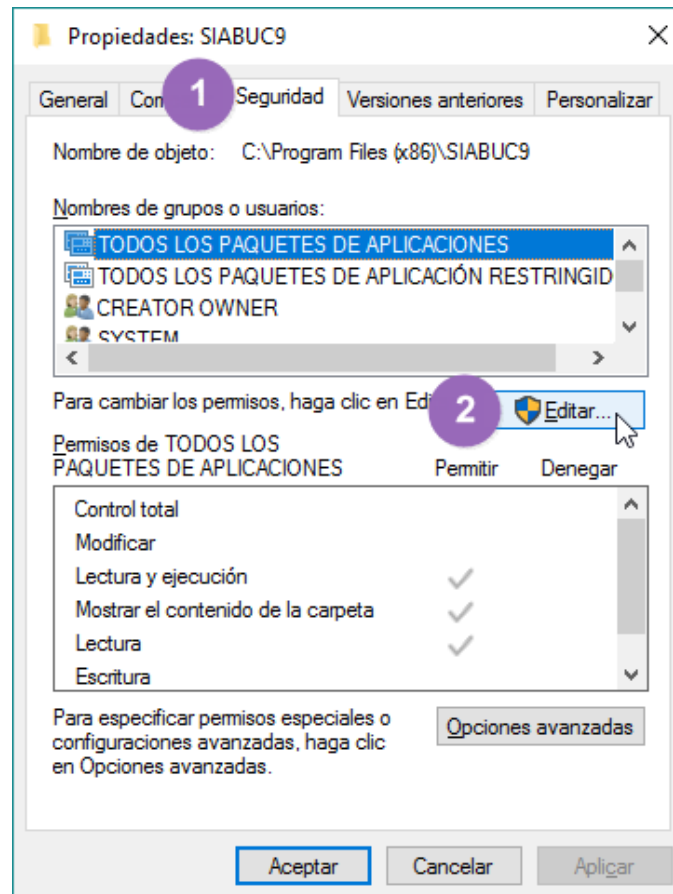 Propiedades: SIABUC9
General Com 1 Seguridad Versiones anteriores Personalizar
Nombre de objeto: C:\Program Files (x86)\SIABUC9
Nombres de grupos o usuarios:
TODOS LOS PAQUETES DE APLICACIONES
TODOS LOS PAQUETES DE APLICACIÓN RESTRINGID
CREATOR OWNER
SYSTEM
Para cambiar los permisos, haga clic en Edi 2 Editar...
Permisos de TODOS LOS
PAQUETES DE APLICACIONES Permitir Denegar
Control total
Modificar
Lectura y ejecución
Mostrar el contenido de la carpeta
Lectura
Escritura
Para especificar permisos especiales o
configuraciones avanzadas, haga clic
en Opciones avanzadas.
Opciones avanzadas
Aceptar Cancelar Aplicar